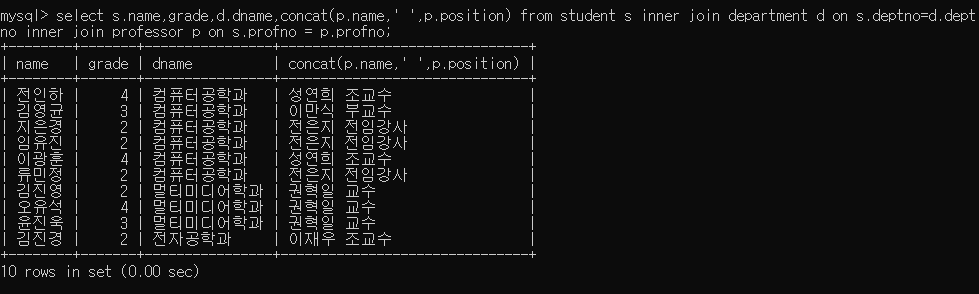 mysql> select s.name,grade,d.dname,concat(p.name,' ',p.position) from student s inner join department d on s.deptno=d.dept
no inner join professor p on s.profno = p.profno;
+--------+-------+----------------+-------------------------------+
| name   | grade | dname          | concat(p.name,' ',p.position) |
+--------+-------+----------------+-------------------------------+
| 전인하 |     4 | 컴퓨터공학과   | 성연희 조교수                 |
| 김영균 |     3 | 컴퓨터공학과   | 이만식 부교수                 |
| 지은경 |     2 | 컴퓨터공학과   | 전은지 전임강사               |
| 임유진 |     2 | 컴퓨터공학과   | 전은지 전임강사               |
| 이광훈 |     4 | 컴퓨터공학과   | 성연희 조교수                 |
| 류민정 |     2 | 컴퓨터공학과   | 전은지 전임강사               |
| 김진영 |     2 | 멀티미디어학과 | 권혁일 교수                   |
| 오유석 |     4 | 멀티미디어학과 | 권혁일 교수                   |
| 윤진욱 |     3 | 멀티미디어학과 | 권혁일 교수                   |
| 김진경 |     2 | 전자공학과     | 이재우 조교수                 |
+--------+-------+----------------+-------------------------------+
10 rows in set (0.00 sec)